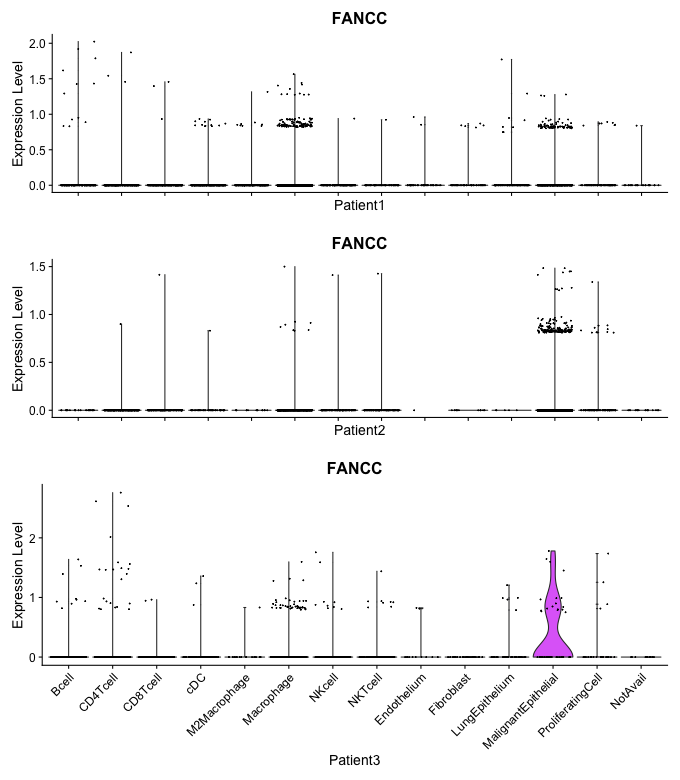 FANCC
Expression Level
2.0
1.5
1.0
0.5
0.0
Patient1
FANCC
Expression Level
1.5
1.0
0.5
0.0
Patient2
FANCC
Expression Level
2
1
0
Bcell
CD4Tcell
CD8Tcell
cDC
M2Macrophage
Macrophage
NKcell
NKTcell
Endothelium
Fibroblast
LungEpithelium
MalignantEpithelial
ProliferatingCell
NotAvail
Patient3